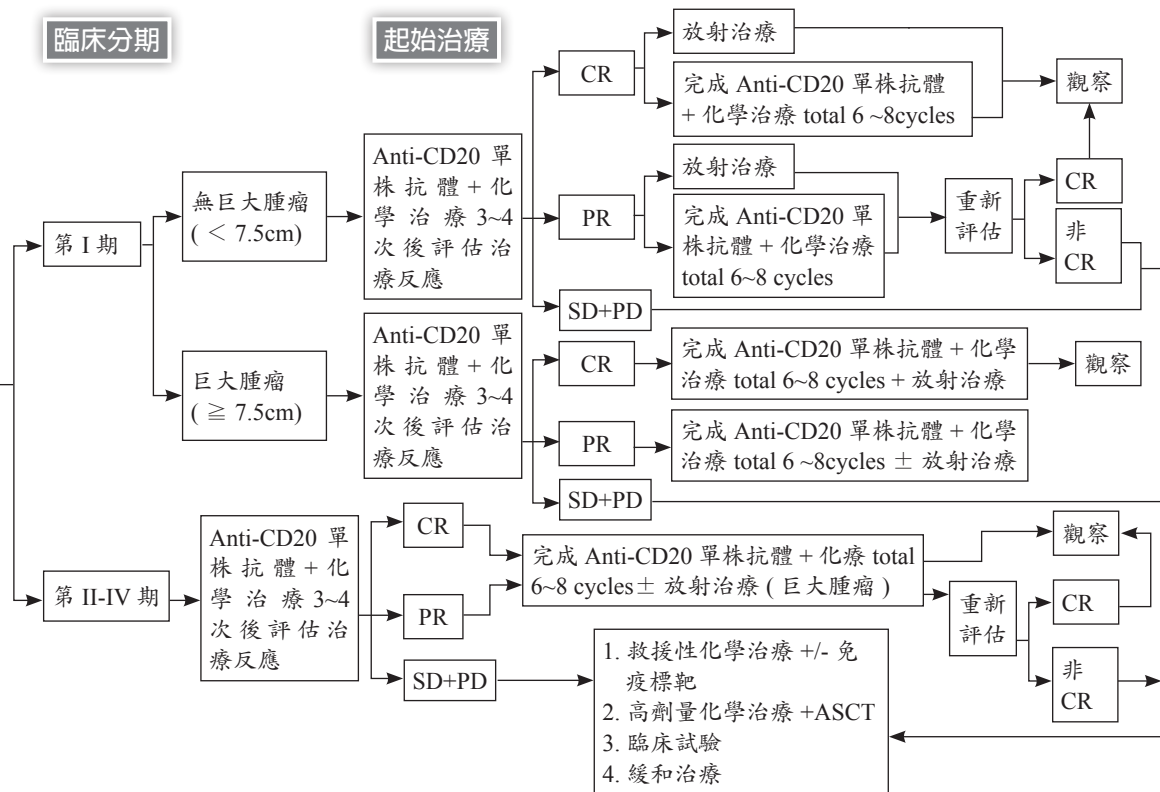 臨床分期
起始治療
第 I 期
無巨大腫瘤
( < 7.5cm)
Anti-CD20 單
株抗體 + 化
學治療 3~4
次後評估治
療反應
CR
放射治療
完成 Anti-CD20 單株抗體
+ 化學治療 total 6 ~8cycles
觀察
PR
放射治療
完成 Anti-CD20 單
株抗體 + 化學治療
total 6~8 cycles
重新
評估
CR
非
CR
SD+PD
巨大腫瘤
( ≧ 7.5cm)
Anti-CD20 單
株抗體 + 化
學治療 3~4
次後評估治
療反應
CR
完成 Anti-CD20 單株抗體 + 化學
治療 total 6~8 cycles + 放射治療
觀察
PR
完成 Anti-CD20 單株抗體 + 化學
治療 total 6 ~8cycles ± 放射治療
SD+PD
第 II-IV 期
Anti-CD20 單
株抗體 + 化
學治療 3~4
次後評估治
療反應
CR
PR
完成 Anti-CD20 單株抗體 + 化療 total
6~8 cycles± 放射治療 ( 巨大腫瘤 )
觀察
重新
評估
CR
非
CR
SD+PD
1. 救援性化學治療 +/- 免
疫標靶
2. 高劑量化學治療 +ASCT
3. 臨床試驗
4. 緩和治療